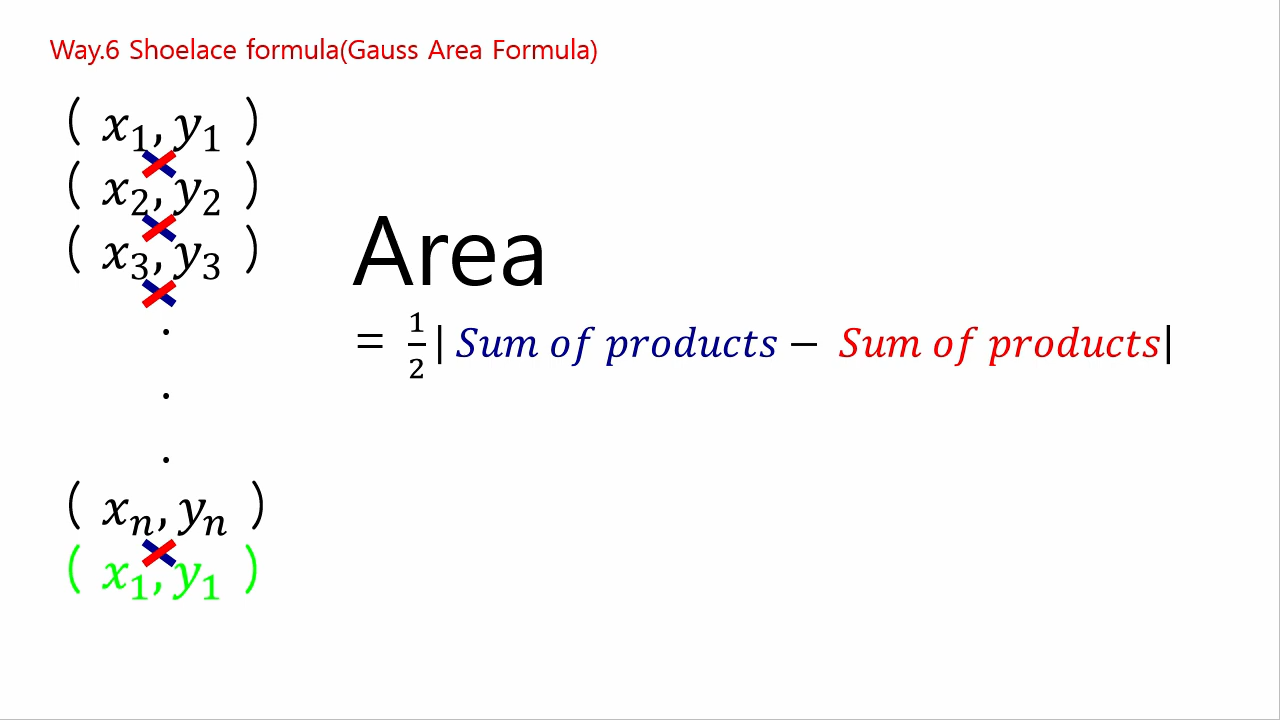 Way.6 Shoelace formula(Gauss Area Formula)
( x₁, y₁ )
( x₂, y₂ )
( x₃, y₃ )
.
.
.
( xₙ, yₙ )
( x₁, y₁ )
Area
= 1/2 | Sum of products − Sum of products|